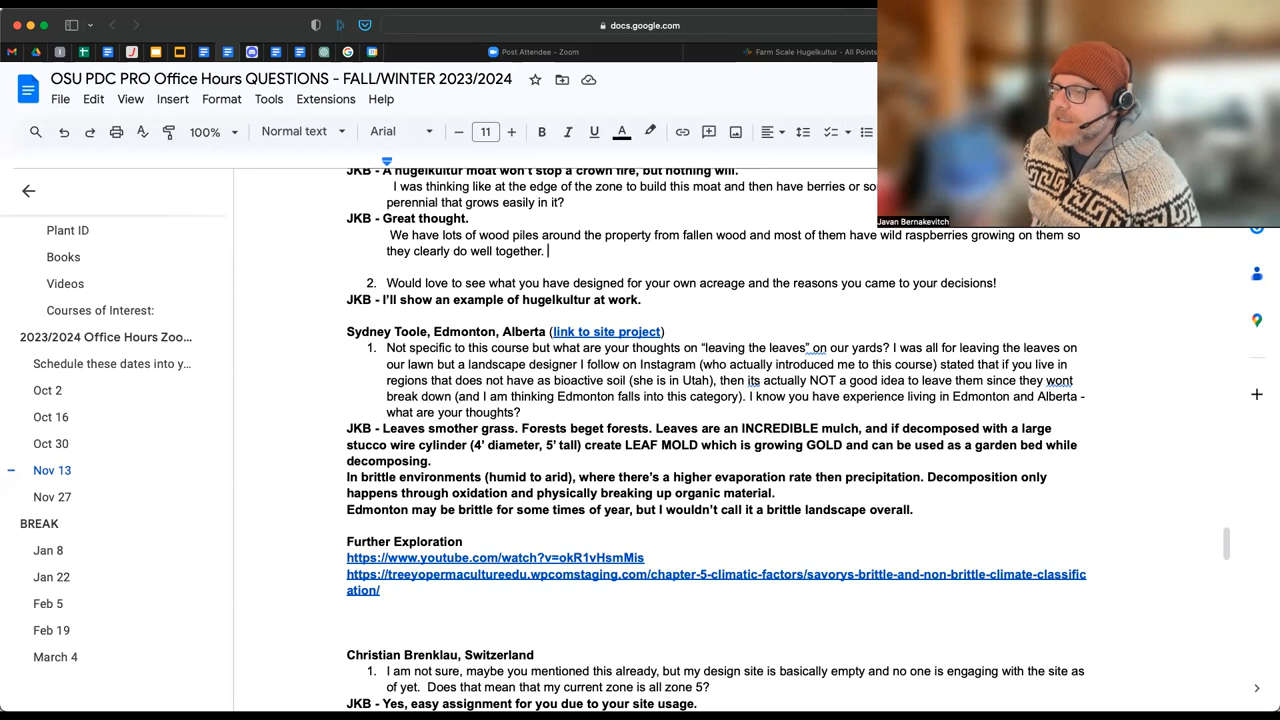 docs.google.com
Post Attendee - Zoom
Farm Scale Hugelkultur - All Points
OSU PDC PRO Office Hours QUESTIONS - FALL/WINTER 2023/2024
File Edit View Insert Format Tools Extensions Help
100% Normal text Arial 11 B I U A
Javan Bernakevitch
JKB - A hugelkultur moat won't stop a crown fire, but nothing will.
I was thinking like at the edge of the zone to build this moat and then have berries or so
perennial that grows easily in it?
JKB - Great thought.
We have lots of wood piles around the property from fallen wood and most of them have wild raspberries growing on them so
they clearly do well together.
2. Would love to see what you have designed for your own acreage and the reasons you came to your decisions!
JKB - I'll show an example of hugelkultur at work.
Sydney Toole, Edmonton, Alberta (link to site project)
1. Not specific to this course but what are your thoughts on “leaving the leaves” on our yards? I was all for leaving the leaves on
our lawn but a landscape designer I follow on Instagram (who actually introduced me to this course) stated that if you live in
regions that does not have as bioactive soil (she is in Utah), then its actually NOT a good idea to leave them since they wont
break down (and I am thinking Edmonton falls into this category). I know you have experience living in Edmonton and Alberta -
what are your thoughts?
JKB - Leaves smother grass. Forests beget forests. Leaves are an INCREDIBLE mulch, and if decomposed with a large
stucco wire cylinder (4' diameter, 5' tall) create LEAF MOLD which is growing GOLD and can be used as a garden bed while
decomposing.
In brittle environments (humid to arid), where there's a higher evaporation rate then precipitation. Decomposition only
happens through oxidation and physically breaking up organic material.
Edmonton may be brittle for some times of year, but I wouldn't call it a brittle landscape overall.
Further Exploration
https://www.youtube.com/watch?v=okR1vHsmMis
https://treeyopermacultureedu.wpcomstaging.com/chapter-5-climatic-factors/savorys-brittle-and-non-brittle-climate-classific
ation/
Christian Brenklau, Switzerland
1. I am not sure, maybe you mentioned this already, but my design site is basically empty and no one is engaging with the site as
of yet. Does that mean that my current zone is all zone 5?
JKB - Yes, easy assignment for you due to your site usage.
Plant ID
Books
Videos
Courses of Interest:
2023/2024 Office Hours Zoo...
Schedule these dates into y...
Oct 2
Oct 16
Oct 30
Nov 13
Nov 27
BREAK
Jan 8
Jan 22
Feb 5
Feb 19
March 4